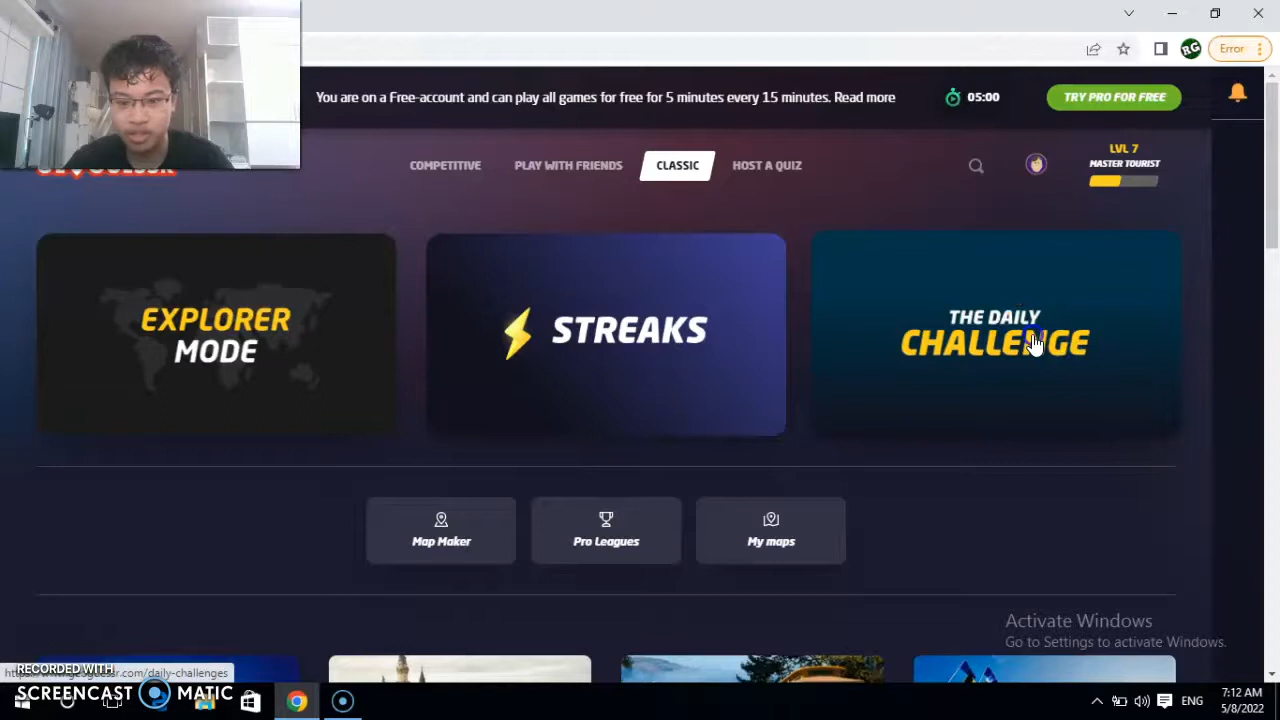 RG
Error
You are on a Free-account and can play all games for free for 5 minutes every 15 minutes. Read more
05:00
TRY PRO FOR FREE
COMPETITIVE
PLAY WITH FRIENDS
CLASSIC
HOST A QUIZ
LVL 7
MASTER TOURIST
EXPLORER
MODE
STREAKS
THE DAILY
CHALLENGE
Map Maker
Pro Leagues
My maps
Activate Windows
Go to Settings to activate Windows.
RECORDED WITH
SCREENCAST MATIC
ENG
7:12 AM
5/8/2022